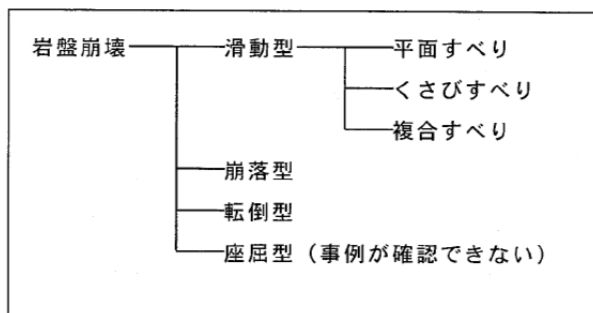 岩盤崩壊 滑動型 平面すべり
くさびすべり
複合すべり
崩落型
転倒型
座屈型（事例が確認できない）